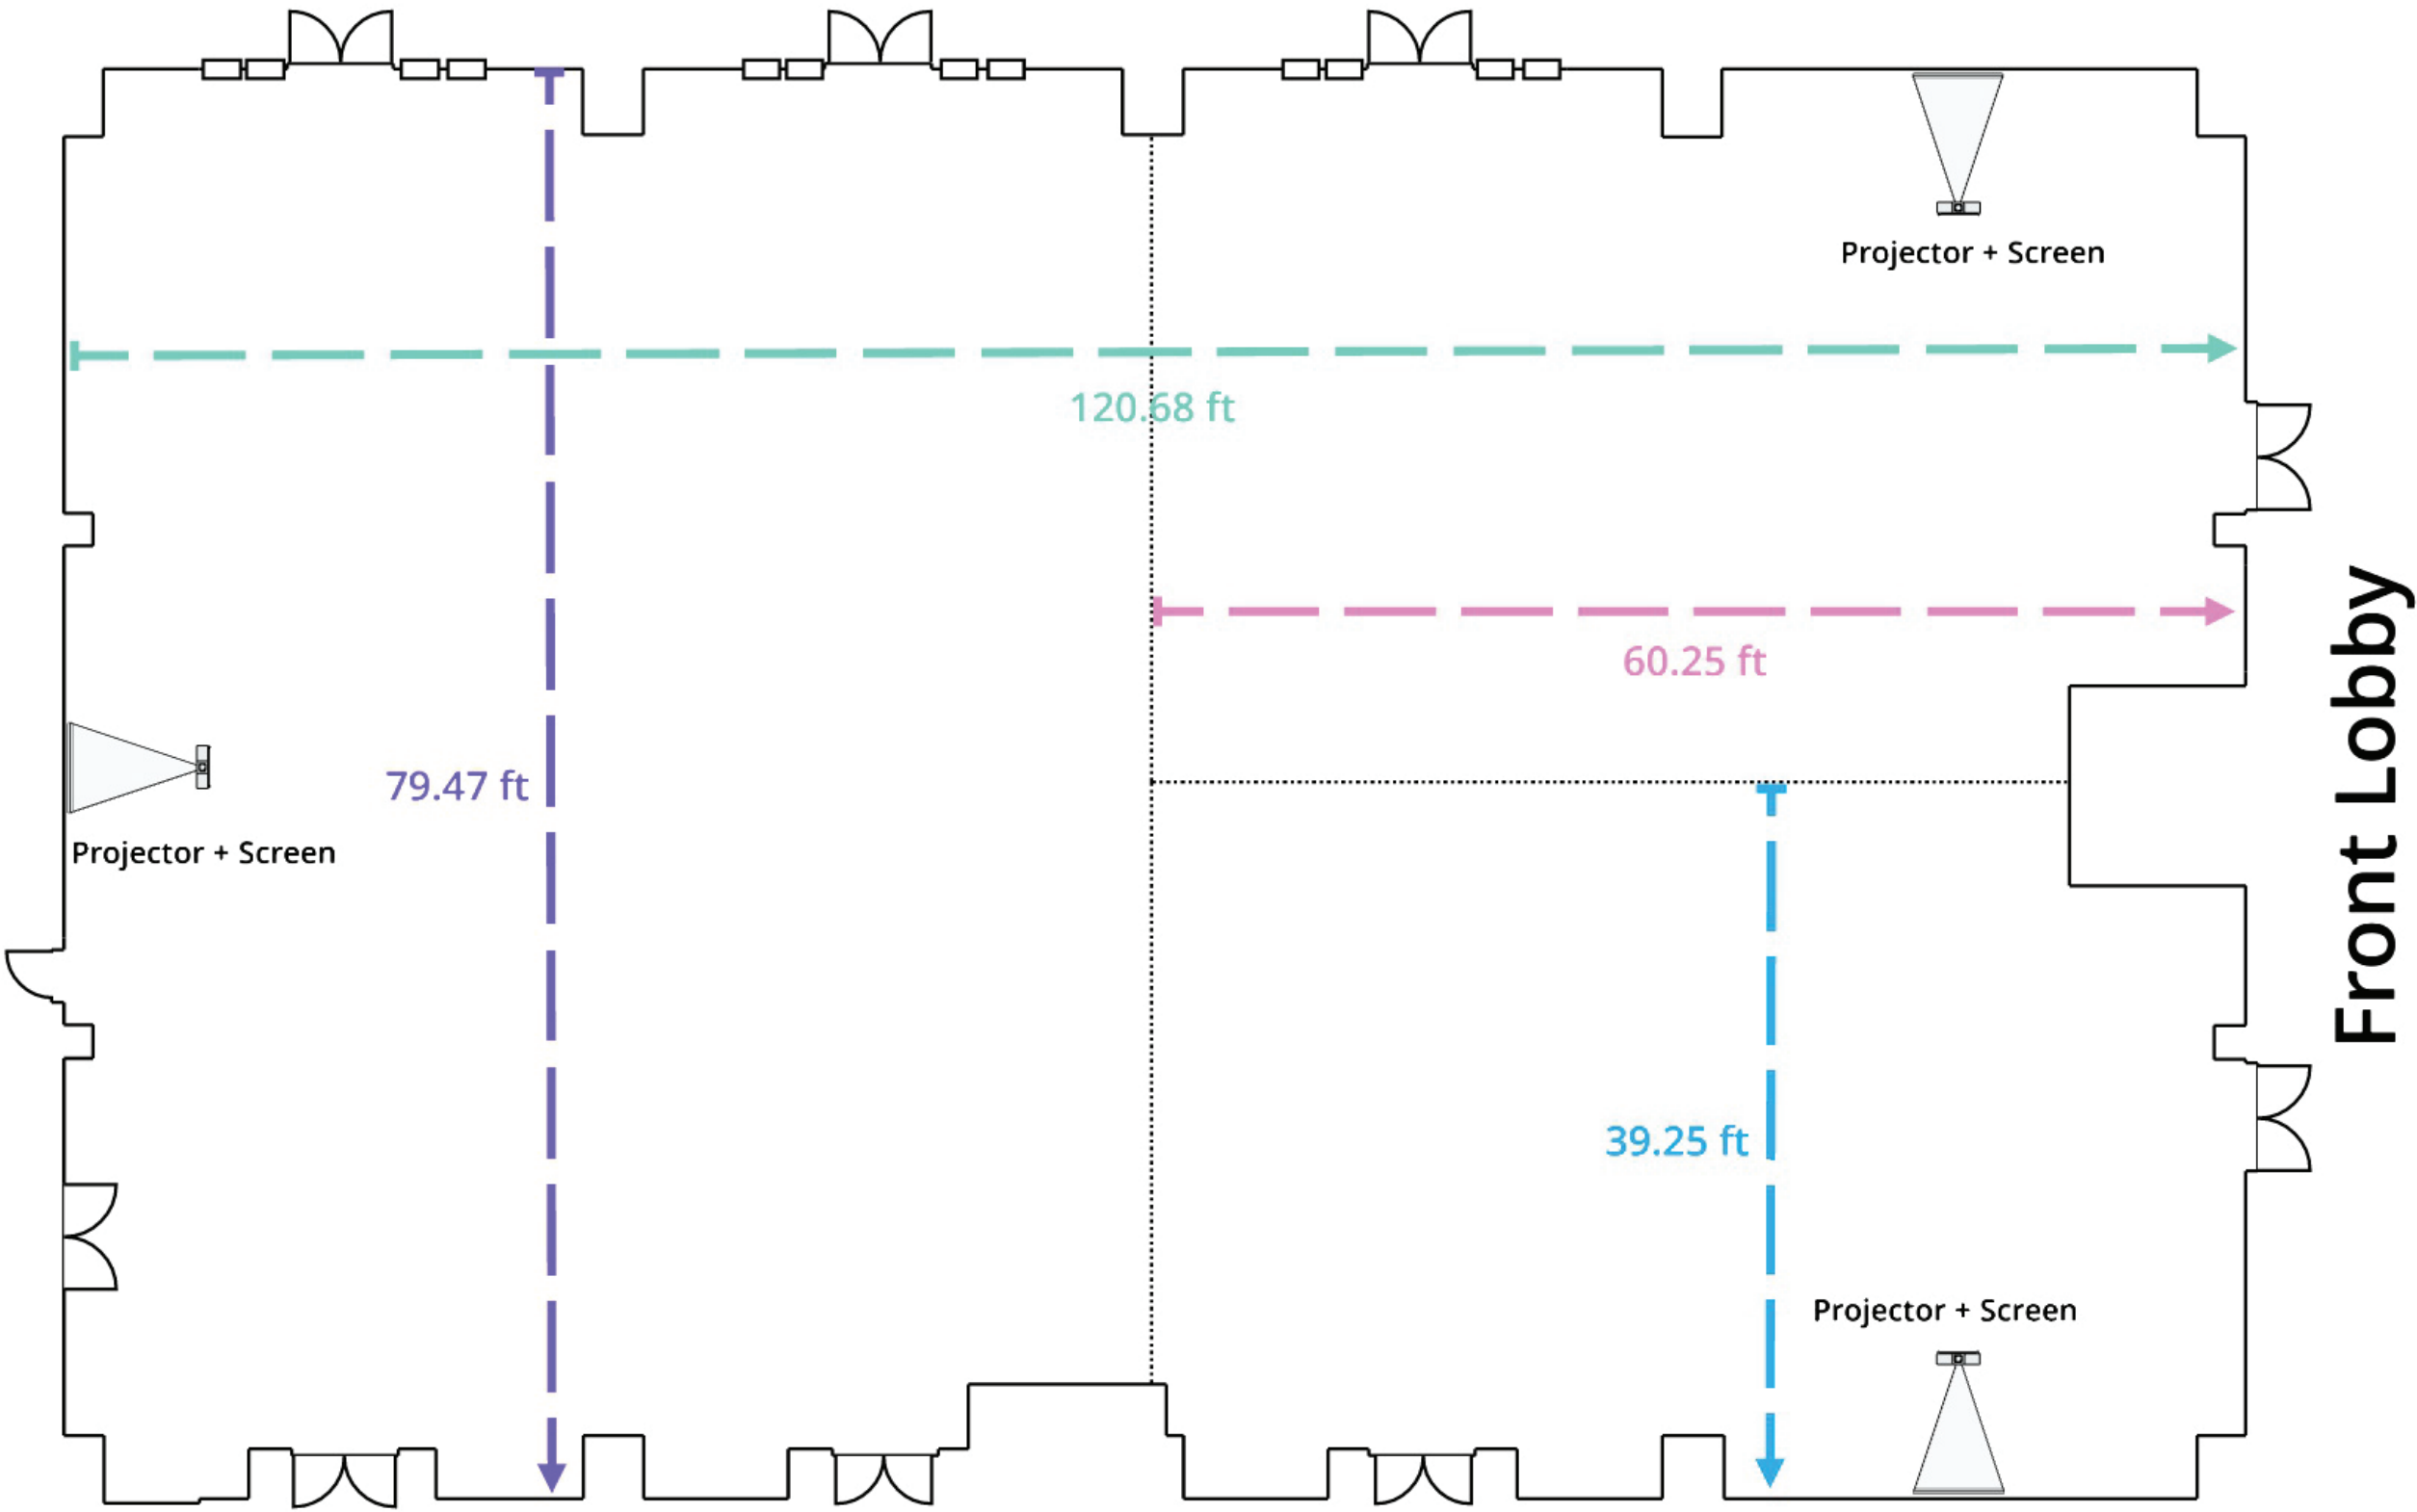 Projector + Screen
120.68 ft
60.25 ft
79.47 ft
Projector + Screen
Front Lobby
39.25 ft
Projector + Screen